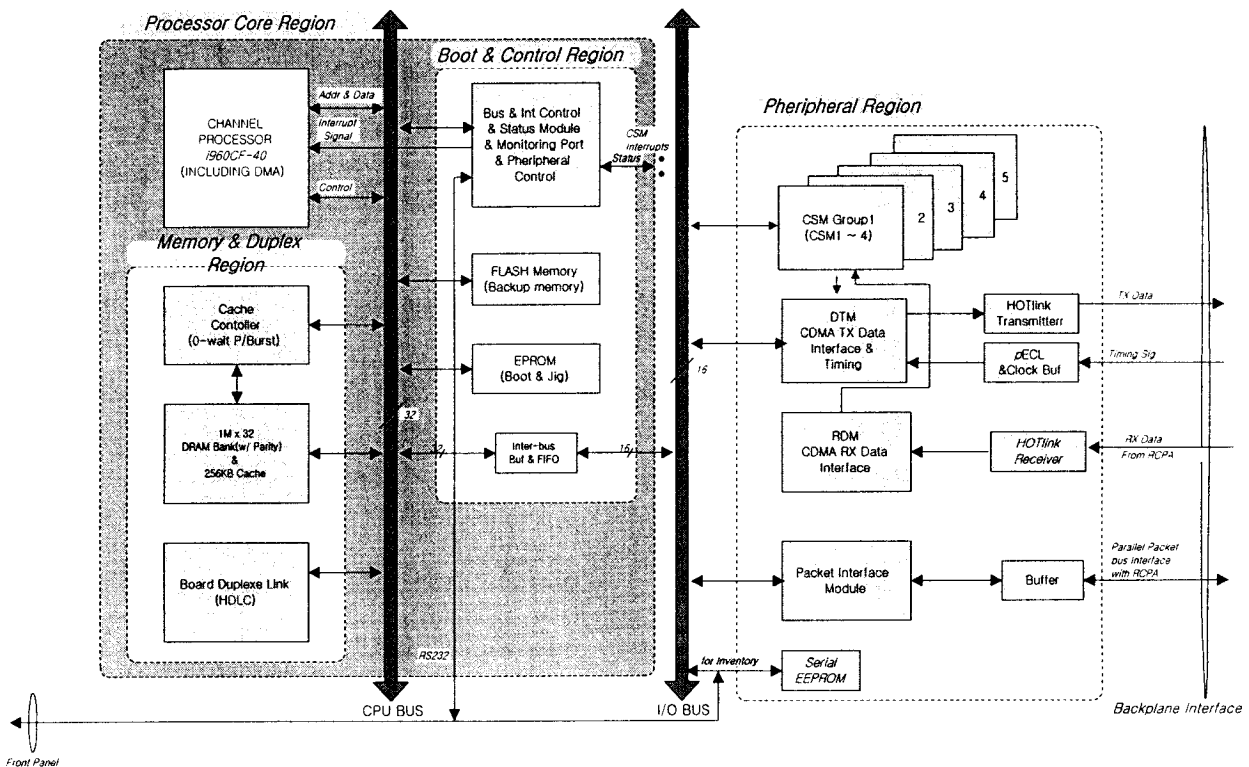 Processor Core Region
Boot & Control Region
Pheripheral Region
CHANNEL
PROCESSOR
i960CF-40
(INCLUDING DMA)
Addr & Data
Interrupt
Signal
Control
Bus & Int Control
& Status Module
& Monitoring Port
& Pheripheral
Control
CSM
Interrupts
Status
Memory & Duplex
Region
Cache
Contoller
(0-wait P/Burst)
1M x 32
DRAM Bank(w/ Parity)
&
256KB Cache
Board Duplexe Link
(HDLC)
FLASH Memory
(Backup memory)
EPROM
(Boot & Jig)
32
Inter-bus
Buf & FIFO
16
16
CSM Group1
(CSM1 ~ 4)
2
3
4
5
DTM
CDMA TX Data
Interface &
Timing
HOTlink
Transmitterr
TX Data
pECL
&Clock Buf
Timing Sig
RDM
CDMA RX Data
Interface
HOTlink
Receiver
RX Data
From RCPA
Packet Interface
Module
Buffer
Parallel Packet
bus Interface
with RCPA
for Inventory
Serial
EEPROM
RS232
CPU BUS
I/O BUS
Backplane Interface
Front Panel